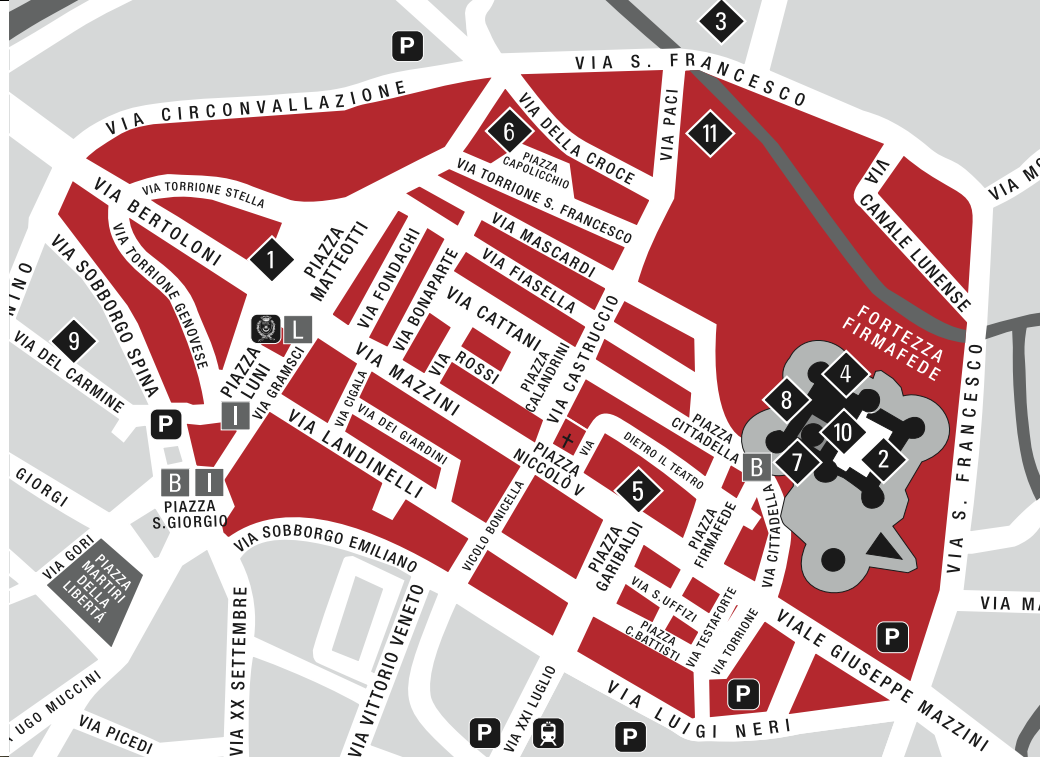 3
P
VIA S. FRANCESCO
VIA CIRCONVALLAZIONE
VIA DELLA CROCE
VIA PACI
6
11
PIAZZA
CAPOLICCHIO
VIA
CANALE LUNENSE
VIA TORRIONE S. FRANCESCO
VIA BERTOLONI
VIA TORRIONE STELLA
VIA MASCARDI
VIA FIASELLA
PIAZZA
MATTEOTTI
1
VIA FONDACHI
VIA BONAPARTE
VIA SOBBORGO SPINA
VIA TORRIONE GENOVESE
VIA CATTANI
VIA CASTRUCCIO
FORTEZZA
FIRMAFEDE
9
VIA DEL CARMINE
L
PIAZZA
LUNI
VIA GRAMSCI
VIA MAZZINI
VIA
ROSSI
PIAZZA
CALANDRINI
4
8
10
2
7
VIA S. FRANCESCO
P
I
VIA CIGALA
VIA DEI GIARDINI
VIA LANDINELLI
PIAZZA
NICCOLÒ V
VIA
DIETRO IL TEATRO
PIAZZA
CITTADELLA
B
5
B
I
PIAZZA
S.GIORGIO
GIORGI
VICOLO BONICELLA
PIAZZA
GARIBALDI
PIAZZA
FIRMAFEDE
VIA CITTADELLA
VIA GORI
PIAZZA
MARTIRI
DELLA
LIBERTÀ
VIA SOBBORGO EMILIANO
VIA S.UFFIZI
PIAZZA
C.BATTISTI
VIA TESTAFORTE
VIA TORRIONE
VIALE GIUSEPPE MAZZINI
P
P
VIA XX SETTEMBRE
VIA VITTORIO VENETO
VIA XXI LUGLIO
VIA LUIGI NERI
UGO MUCCINI
VIA PICEDI
P
P